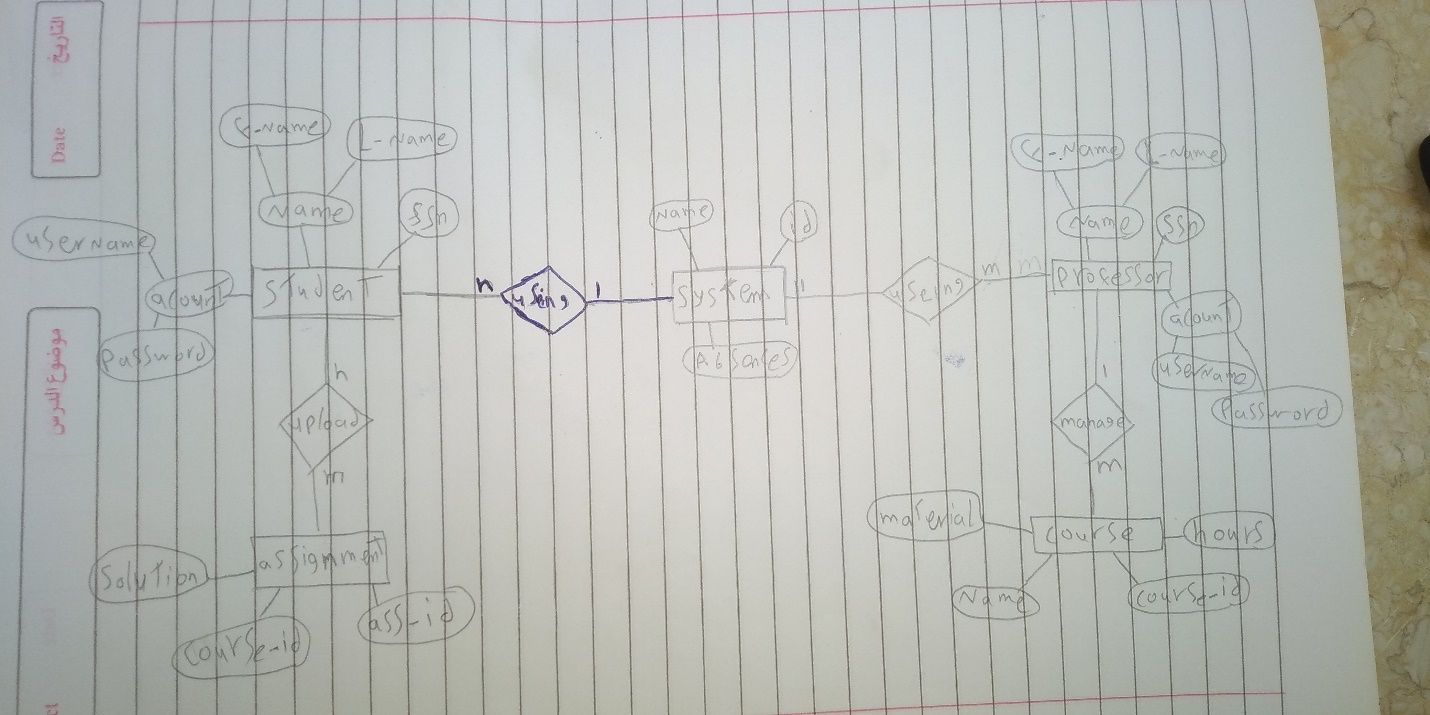 التاريخ
Date
موضوع الدرس
F-Name
L-Name
Name
ssn
username
acount
Password
student
n
useing
1
Name
id
system
Absences
1
useing
m
m
F-Name
L-Name
Name
ssn
professor
acount
username
Password
n
upload
m
assignment
Solution
course-id
ass-id
1
manage
m
course
material
hours
Name
course-id
ct